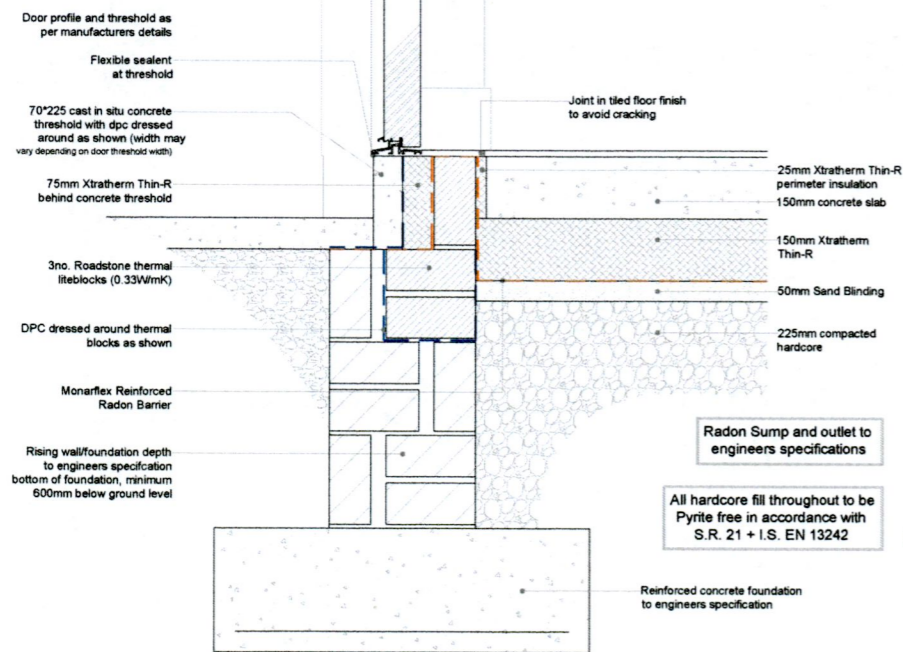 Door profile and threshold as
per manufacturers details
Flexible sealent
at threshold
70*225 cast in situ concrete
threshold with dpc dressed
around as shown (width may
vary depending on door threshold width)
75mm Xtratherm Thin-R
behind concrete threshold
3no. Roadstone thermal
liteblocks (0.33W/mK)
DPC dressed around thermal
blocks as shown
Monarflex Reinforced
Radon Barrier
Rising wall/foundation depth
to engineers specifcation
bottom of foundation, minimum
600mm below ground level
Joint in tiled floor finish
to avoid cracking
25mm Xtratherm Thin-R
perimeter insulation
150mm concrete slab
150mm Xtratherm
Thin-R
50mm Sand Blinding
225mm compacted
hardcore
Radon Sump and outlet to
engineers specifications
All hardcore fill throughout to be
Pyrite free in accordance with
S.R. 21 + I.S. EN 13242
Reinforced concrete foundation
to engineers specification